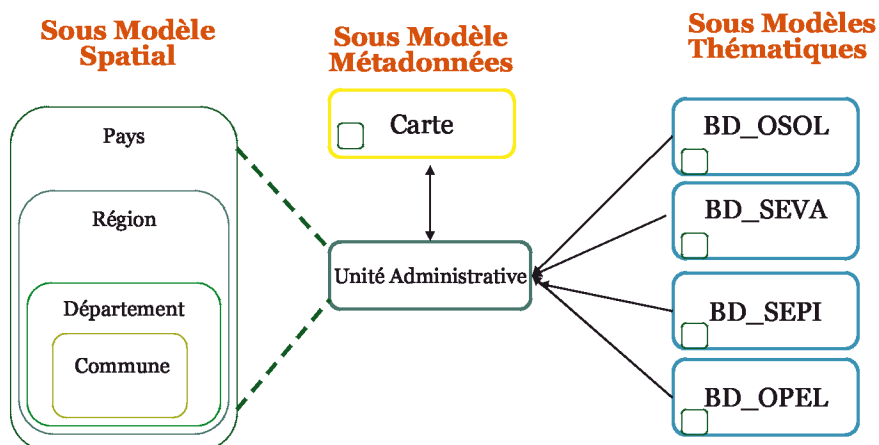 Sous Modèle
Spatial
Sous Modèle
Métadonnées
Sous Modèles
Thématiques
Pays
Région
Département
Commune
Carte
Unité Administrative
BD_OSOL
BD_SEVA
BD_SEPI
BD_OPEL